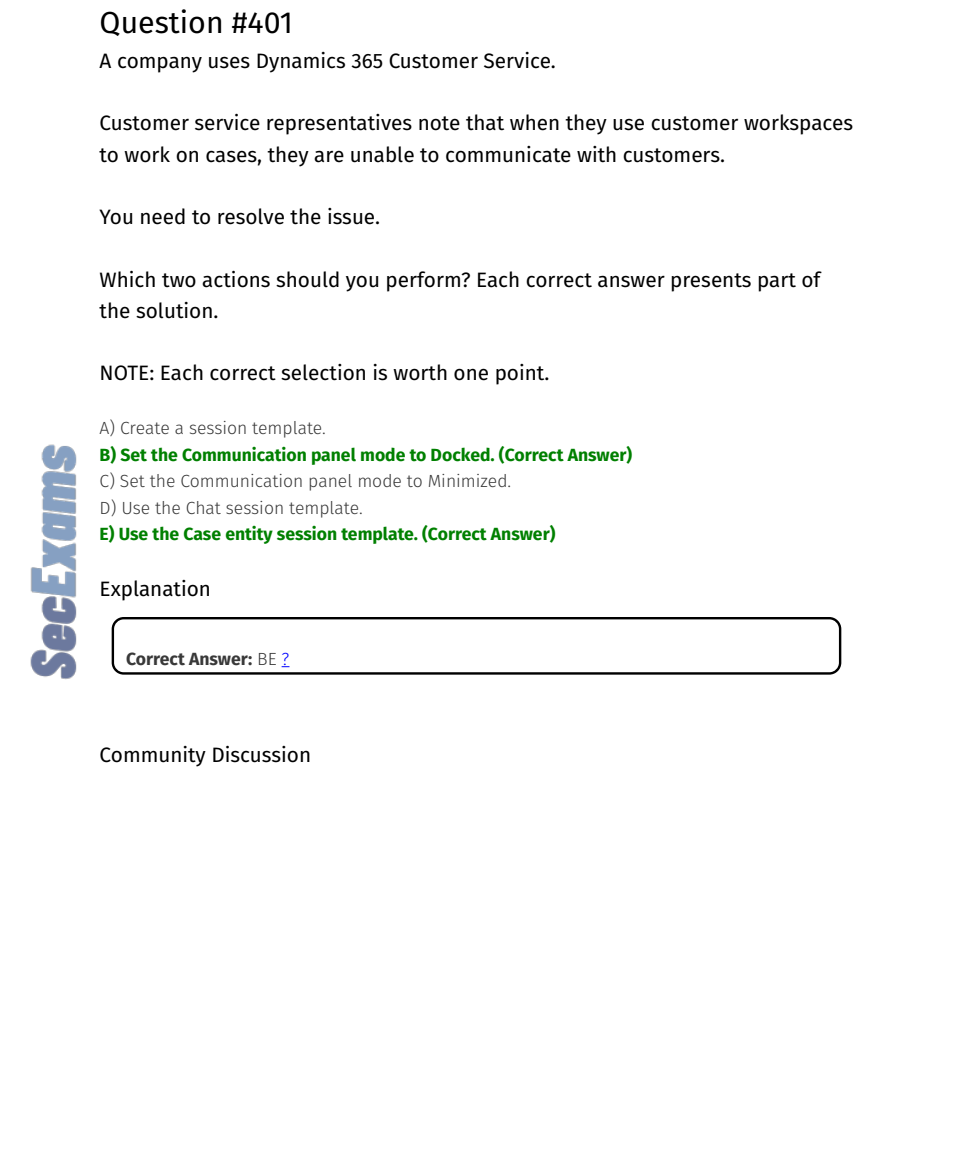 Question #401
A company uses Dynamics 365 Customer Service.
Customer service representatives note that when they use customer workspaces
to work on cases, they are unable to communicate with customers.
You need to resolve the issue.
Which two actions should you perform? Each correct answer presents part of
the solution.
NOTE: Each correct selection is worth one point.
A) Create a session template.
B) Set the Communication panel mode to Docked. (Correct Answer)
C) Set the Communication panel mode to Minimized.
D) Use the Chat session template.
E) Use the Case entity session template. (Correct Answer)
SecExams
Explanation
Correct Answer: BE ?
Community Discussion